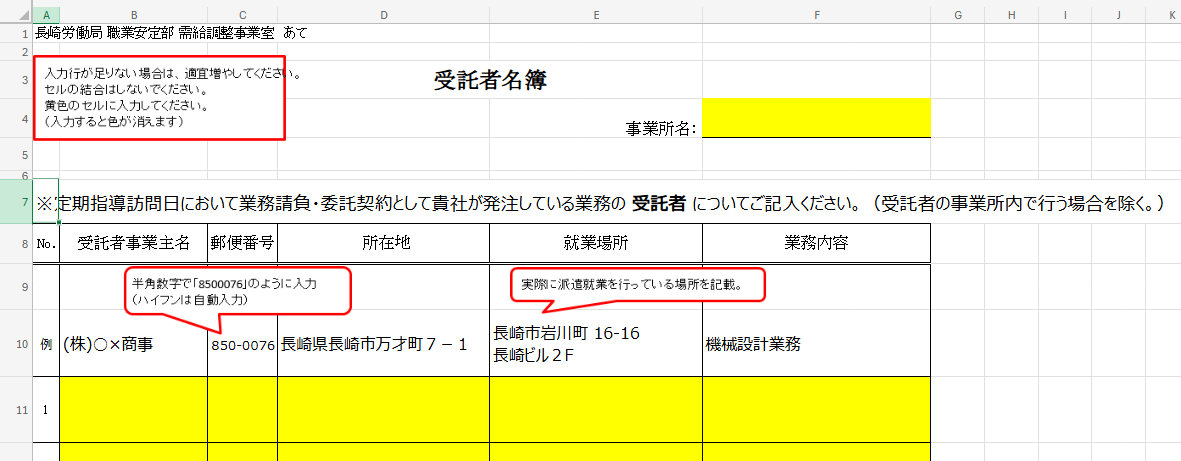 A B C D E F G H I J K
1 長崎労働局 職業安定部 需給調整事業室 あて
2
入力行が足りない場合は、適宜増やしてください。
セルの結合はしないでください。
黄色のセルに入力してください。
（入力すると色が消えます）
3 受託者名簿
4 事業所名：
5
6
7 ※定期指導訪問日において業務請負・委託契約として貴社が発注している業務の 受託者 についてご記入ください。（受託者の事業所内で行う場合を除く。）
8 No. 受託者事業主名 郵便番号 所在地 就業場所 業務内容
9
半角数字で「8500076」のように入力
（ハイフンは自動入力）
実際に派遣就業を行っている場所を記載。
10 例 (株)○×商事 850-0076 長崎県長崎市万才町７－１ 長崎市岩川町 16-16
長崎ビル２F
機械設計業務
11 1